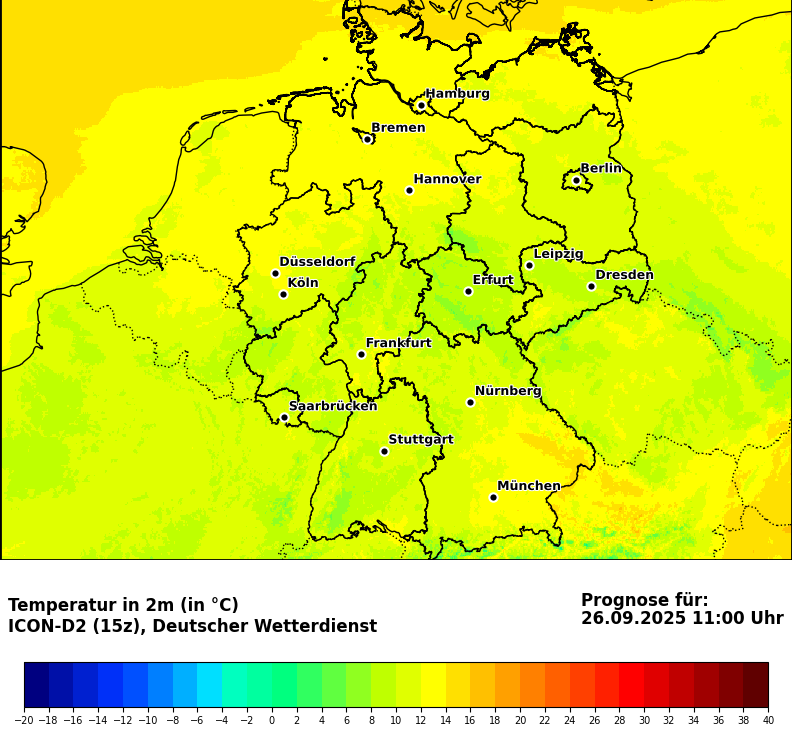 Hamburg
Bremen
Berlin
Hannover
Leipzig
Düsseldorf
Dresden
Erfurt
Köln
Frankfurt
Nürnberg
Saarbrücken
Stuttgart
München
Temperatur in 2m (in °C)
ICON-D2 (15z), Deutscher Wetterdienst
Prognose für:
26.09.2025 11:00 Uhr
−20 −18 −16 −14 −12 −10 −8 −6 −4 −2 0 2 4 6 8 10 12 14 16 18 20 22 24 26 28 30 32 34 36 38 40